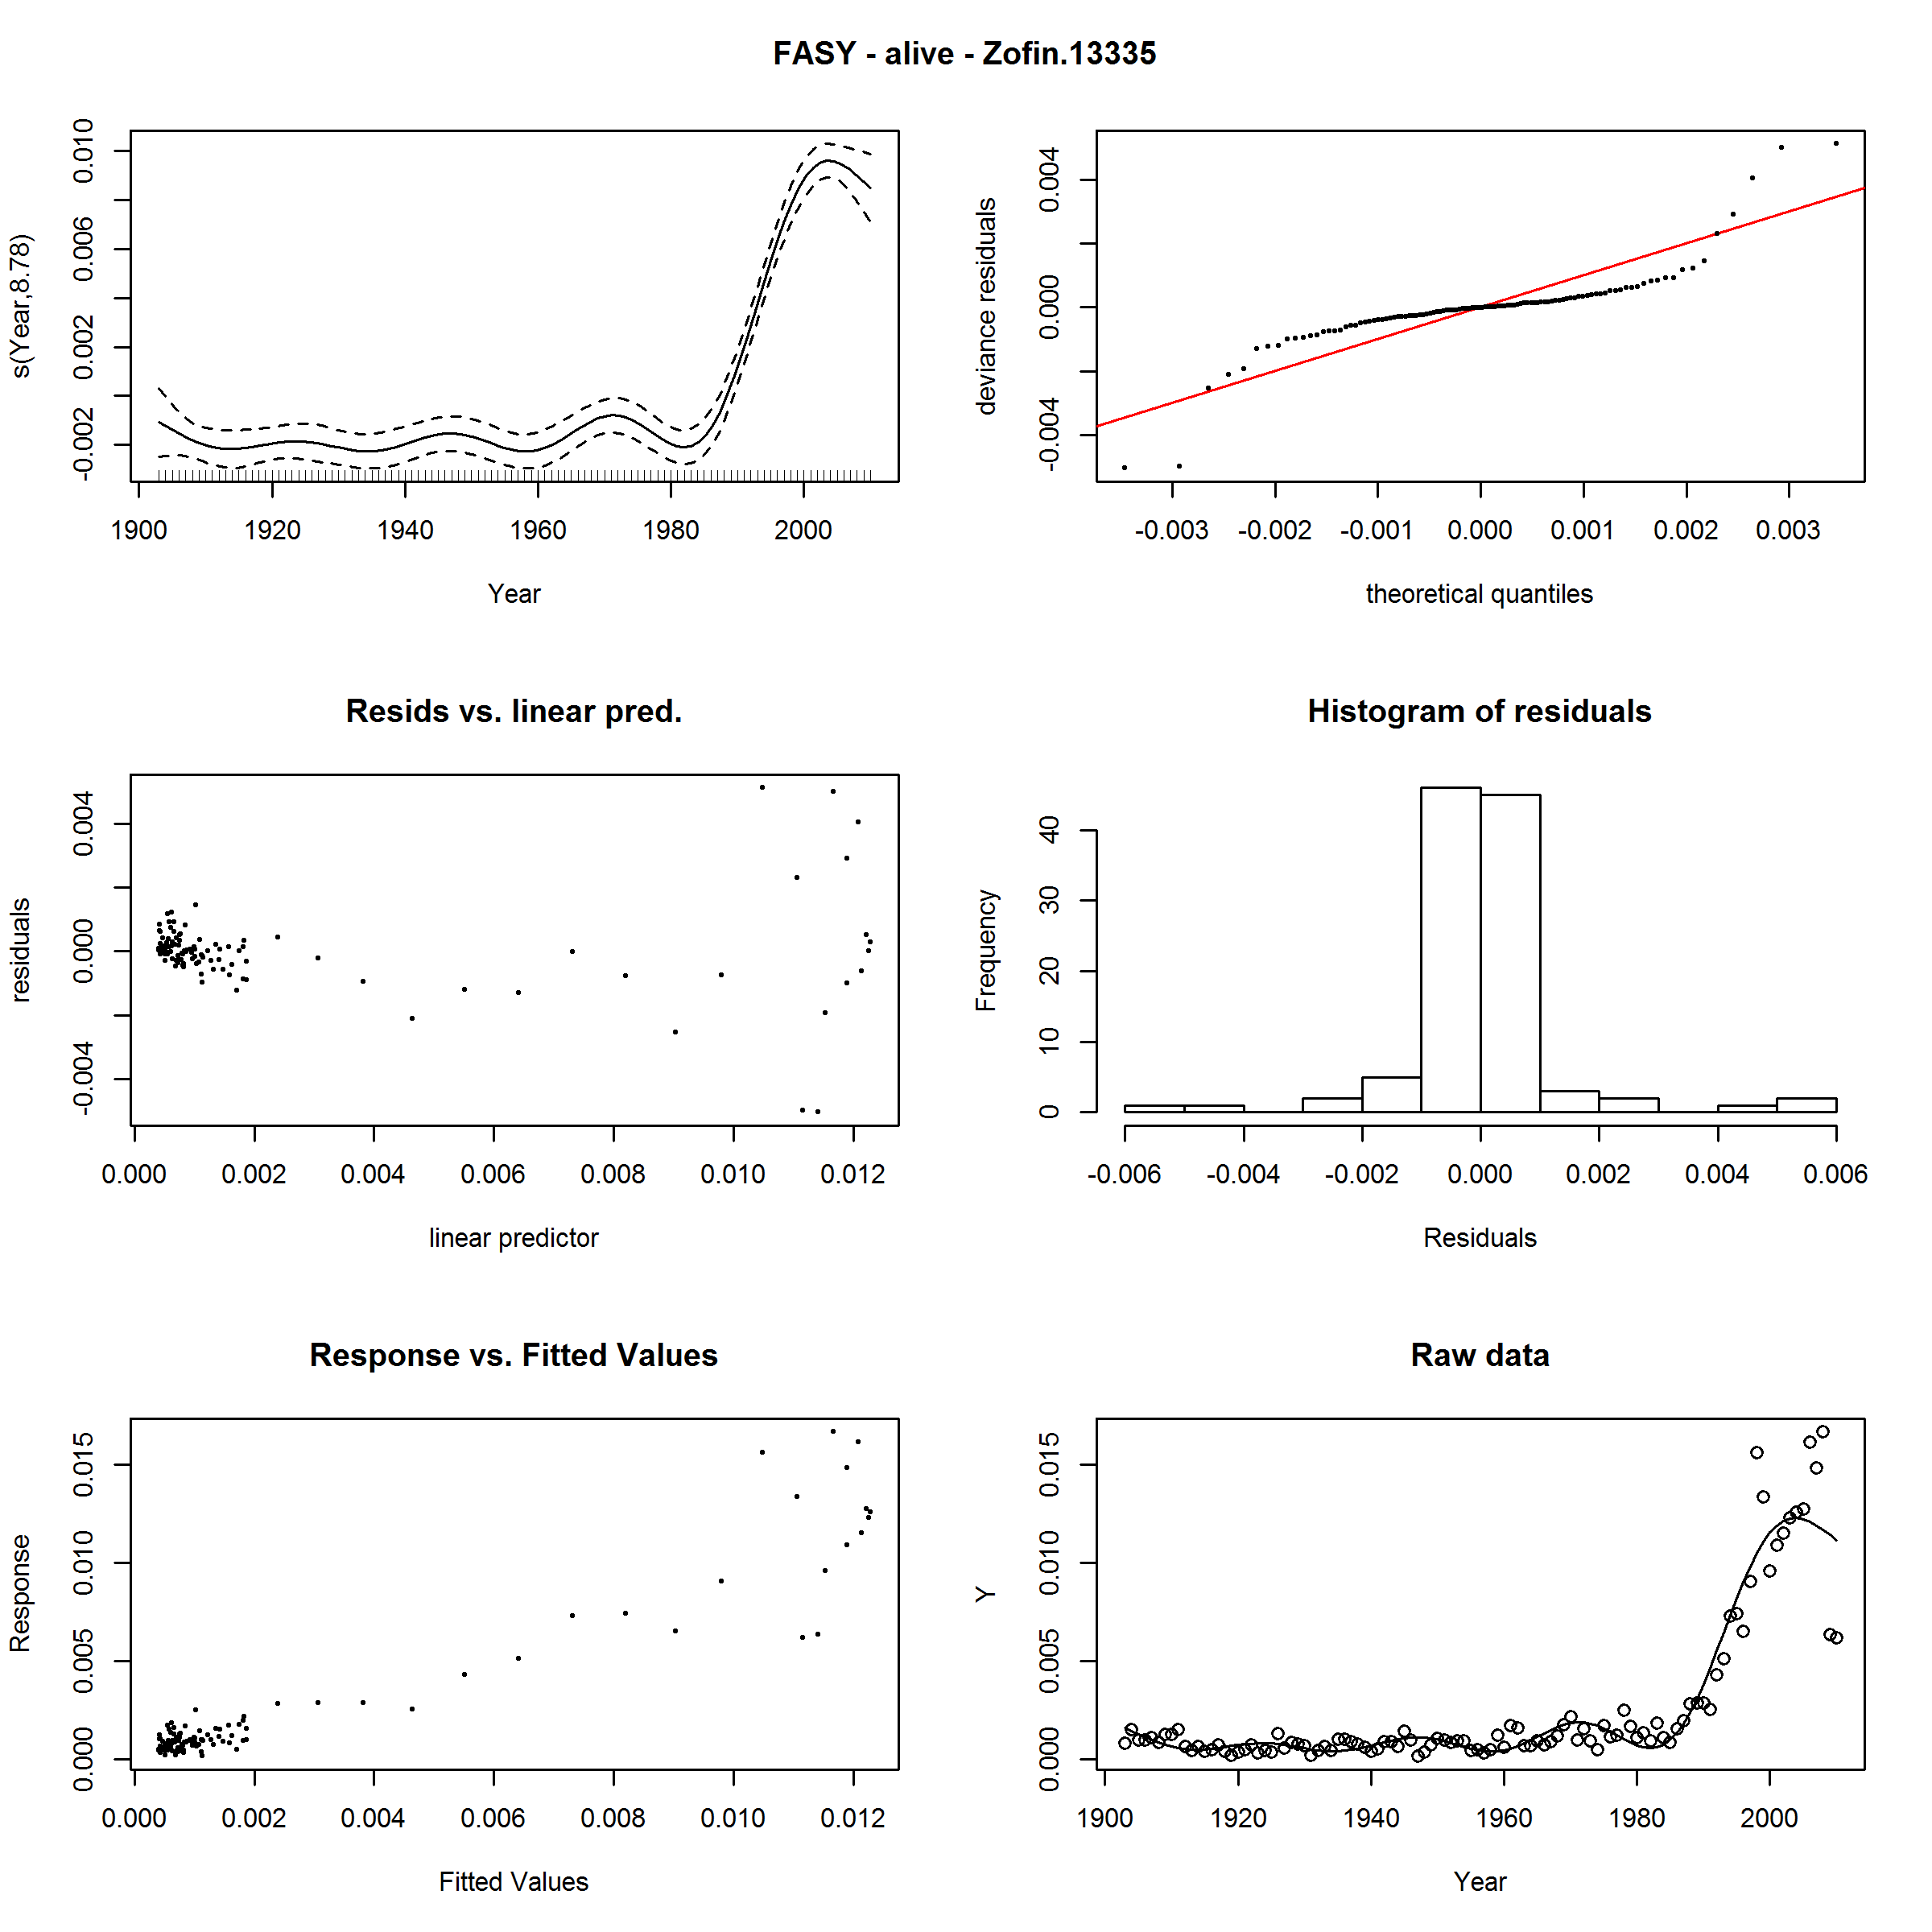 FASY - alive - Zofin.13335
s(Year,8.78)
-0.002 0.002 0.006 0.010
1900 1920 1940 1960 1980 2000
Year
deviance residuals
-0.004 0.000 0.004
-0.003 -0.002 -0.001 0.000 0.001 0.002 0.003
theoretical quantiles
Resids vs. linear pred.
residuals
-0.004 0.000 0.004
0.000 0.002 0.004 0.006 0.008 0.010 0.012
linear predictor
Histogram of residuals
Frequency
0 10 20 30 40
-0.006 -0.004 -0.002 0.000 0.002 0.004 0.006
Residuals
Response vs. Fitted Values
Response
0.000 0.005 0.010 0.015
0.000 0.002 0.004 0.006 0.008 0.010 0.012
Fitted Values
Raw data
Y
0.000 0.005 0.010 0.015
1900 1920 1940 1960 1980 2000
Year